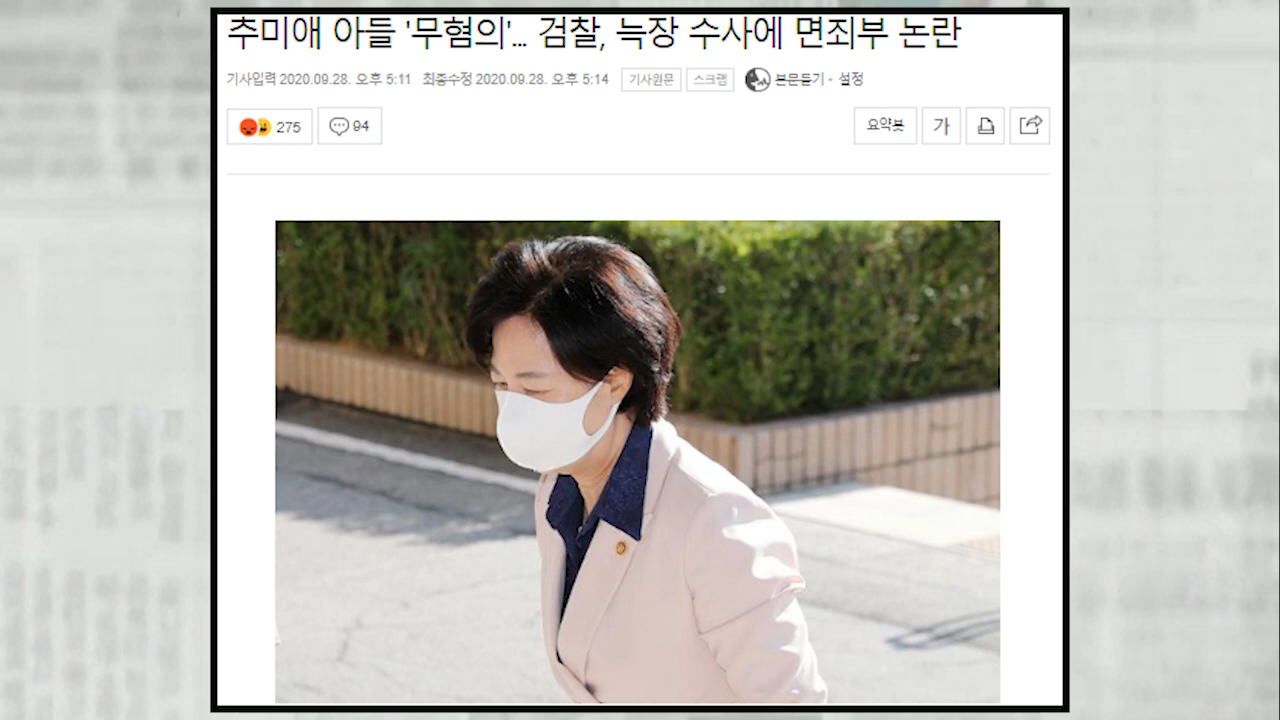 추미애 아들 '무혐의'… 검찰, 늑장 수사에 면죄부 논란
기사입력 2020.09.28. 오후 5:11 최종수정 2020.09.28. 오후 5:14 기사원문 스크랩 본문듣기 · 설정
275 94 요약봇 가